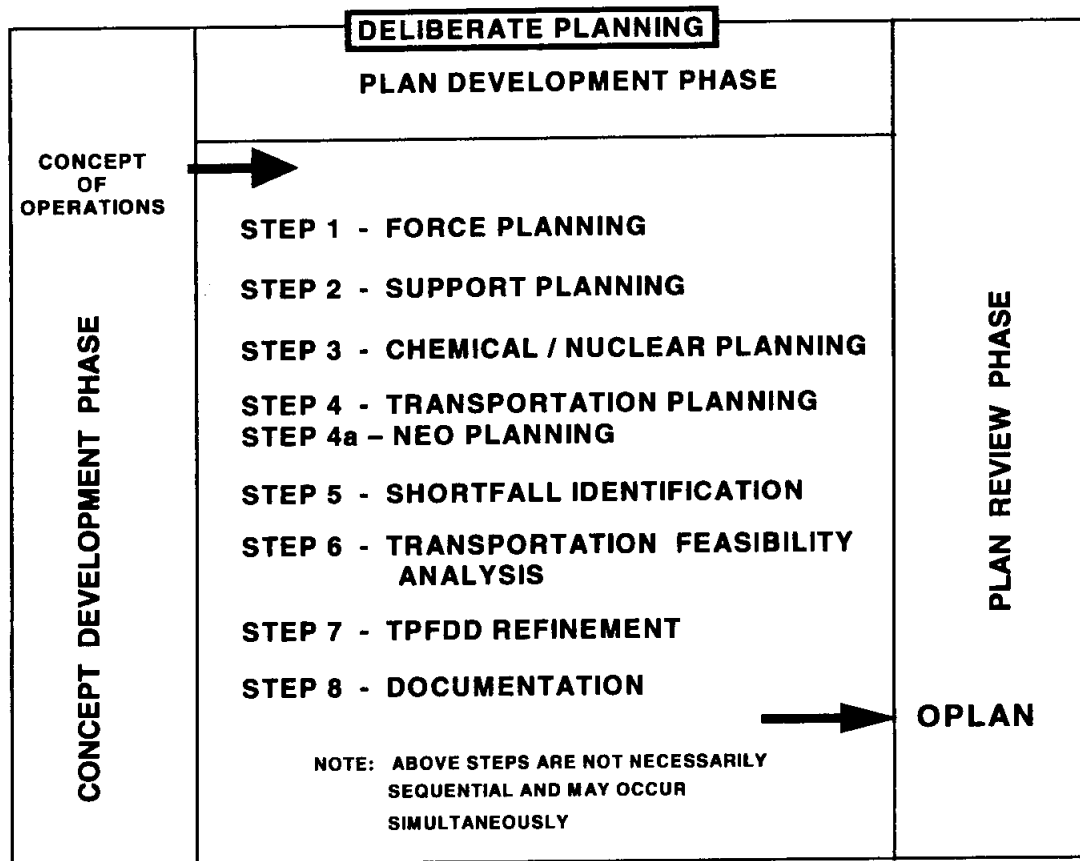 DELIBERATE PLANNING
PLAN DEVELOPMENT PHASE
CONCEPT
OF
OPERATIONS
CONCEPT DEVELOPMENT PHASE
STEP 1 - FORCE PLANNING
STEP 2 - SUPPORT PLANNING
STEP 3 - CHEMICAL / NUCLEAR PLANNING
STEP 4 - TRANSPORTATION PLANNING
STEP 4a – NEO PLANNING
STEP 5 - SHORTFALL IDENTIFICATION
STEP 6 - TRANSPORTATION FEASIBILITY
ANALYSIS
STEP 7 - TPFDD REFINEMENT
STEP 8 - DOCUMENTATION
NOTE: ABOVE STEPS ARE NOT NECESSARILY
SEQUENTIAL AND MAY OCCUR
SIMULTANEOUSLY
PLAN REVIEW PHASE
OPLAN